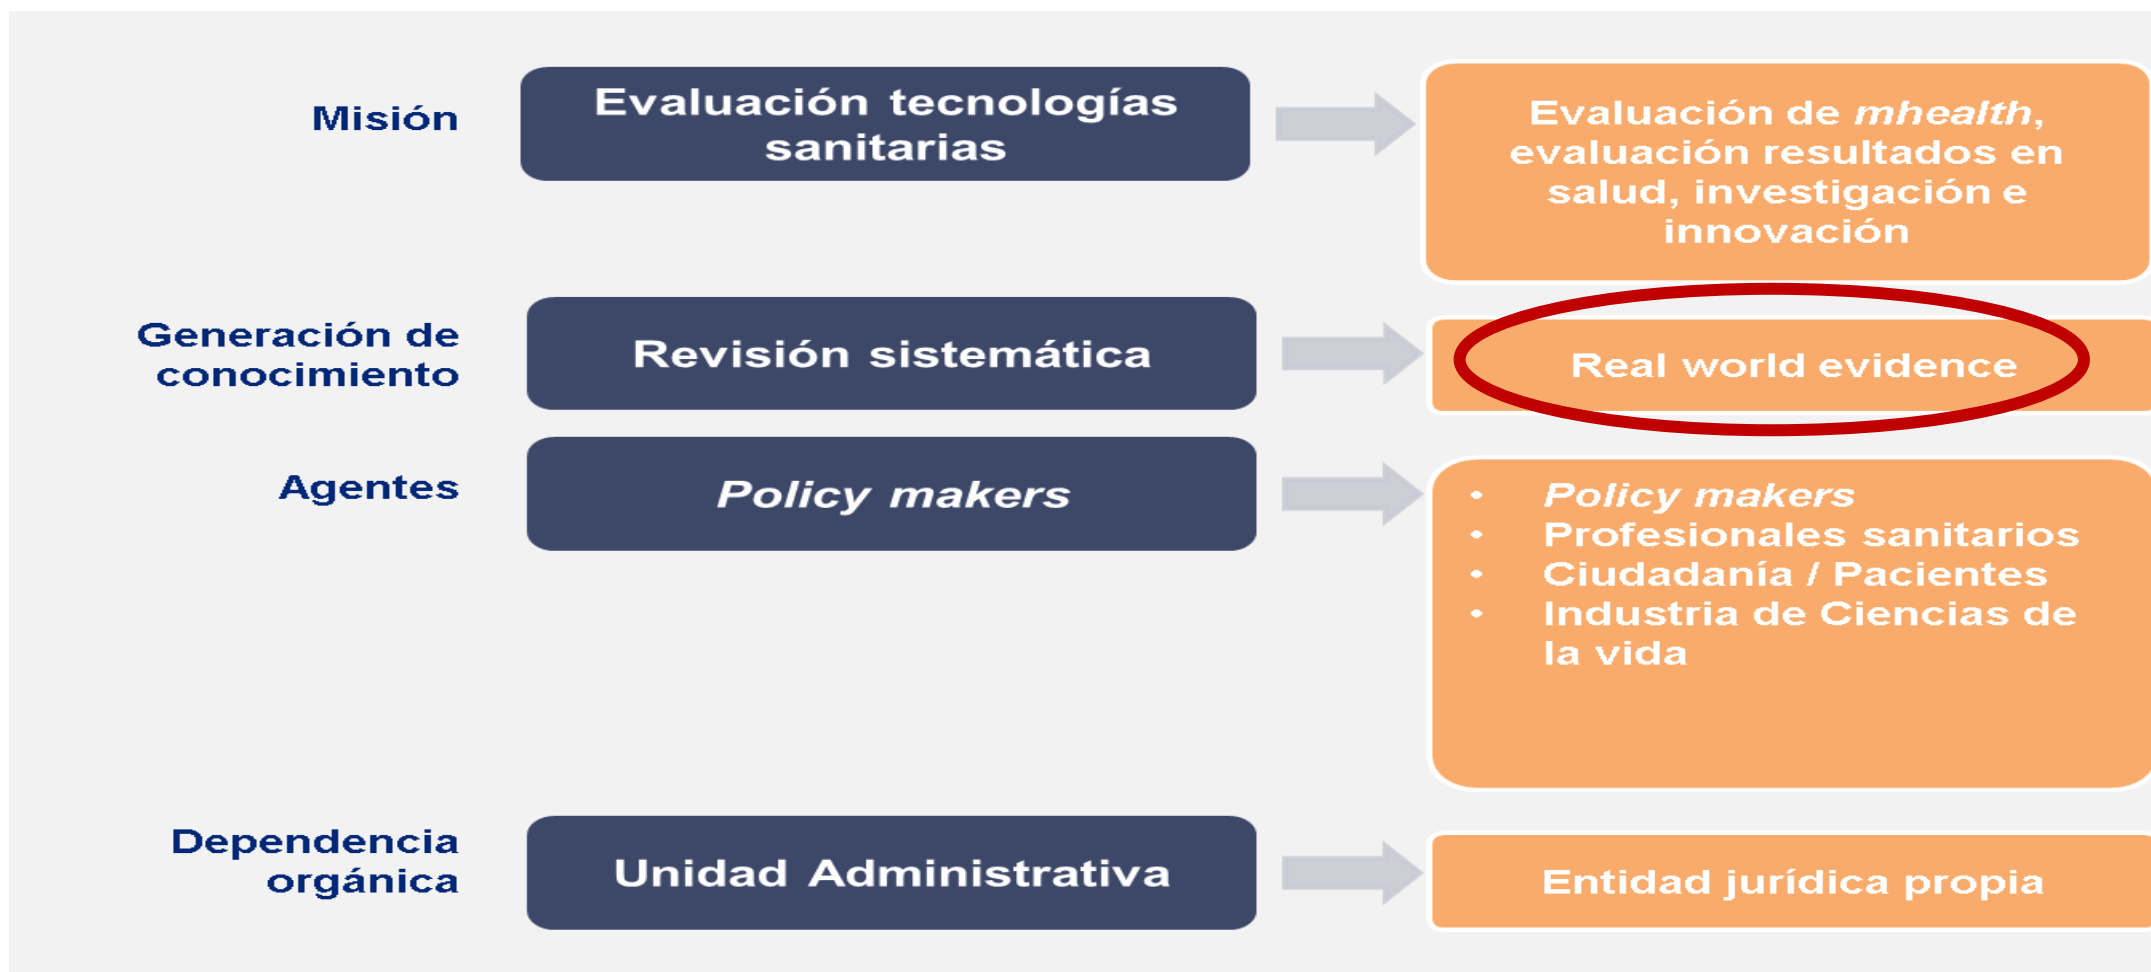 Misión
Evaluación tecnologías
sanitarias
Evaluación de mhealth,
evaluación resultados en
salud, investigación e
innovación
Generación de
conocimiento
Revisión sistemática
Real world evidence
Agentes
Policy makers
• Policy makers
• Profesionales sanitarios
• Ciudadanía / Pacientes
• Industria de Ciencias de
la vida
Dependencia
orgánica
Unidad Administrativa
Entidad jurídica propia